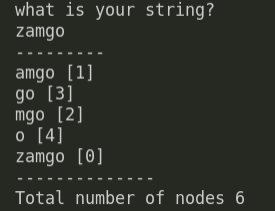 what is your string?
zamgo
---------
amgo [1]
go [3]
mgo [2]
o [4]
zamgo [0]
--------------
Total number of nodes 6